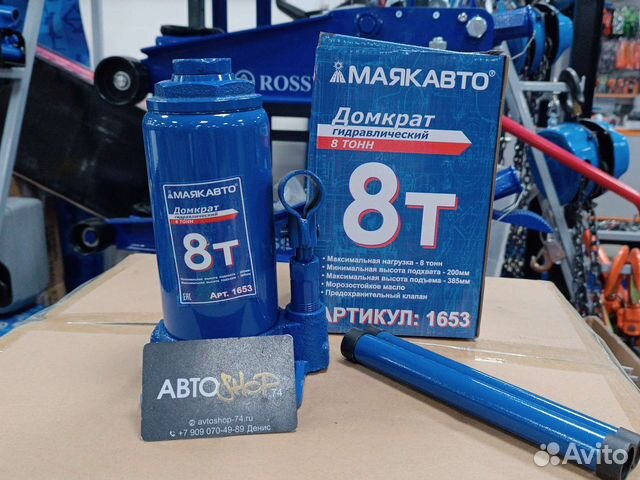 ROSS
МАЯКАВТО®
Домкрат
гидравлический
8 ТОНН
8т
• Максимальная нагрузка - 8 тонн
• Минимальная высота подхвата - 200мм
• Максимальная высота подъема - 385мм
• Морозостойкое масло
• Предохранительный клапан
АРТИКУЛ: 1653
МАЯКАВТО®
Домкрат
гидравлический
8 ТОНН
8т
EAC
АРТ. 1653
АВТОSHOP74
avtoshop-74.ru
+7 909 070-49-89 Денис
Avito